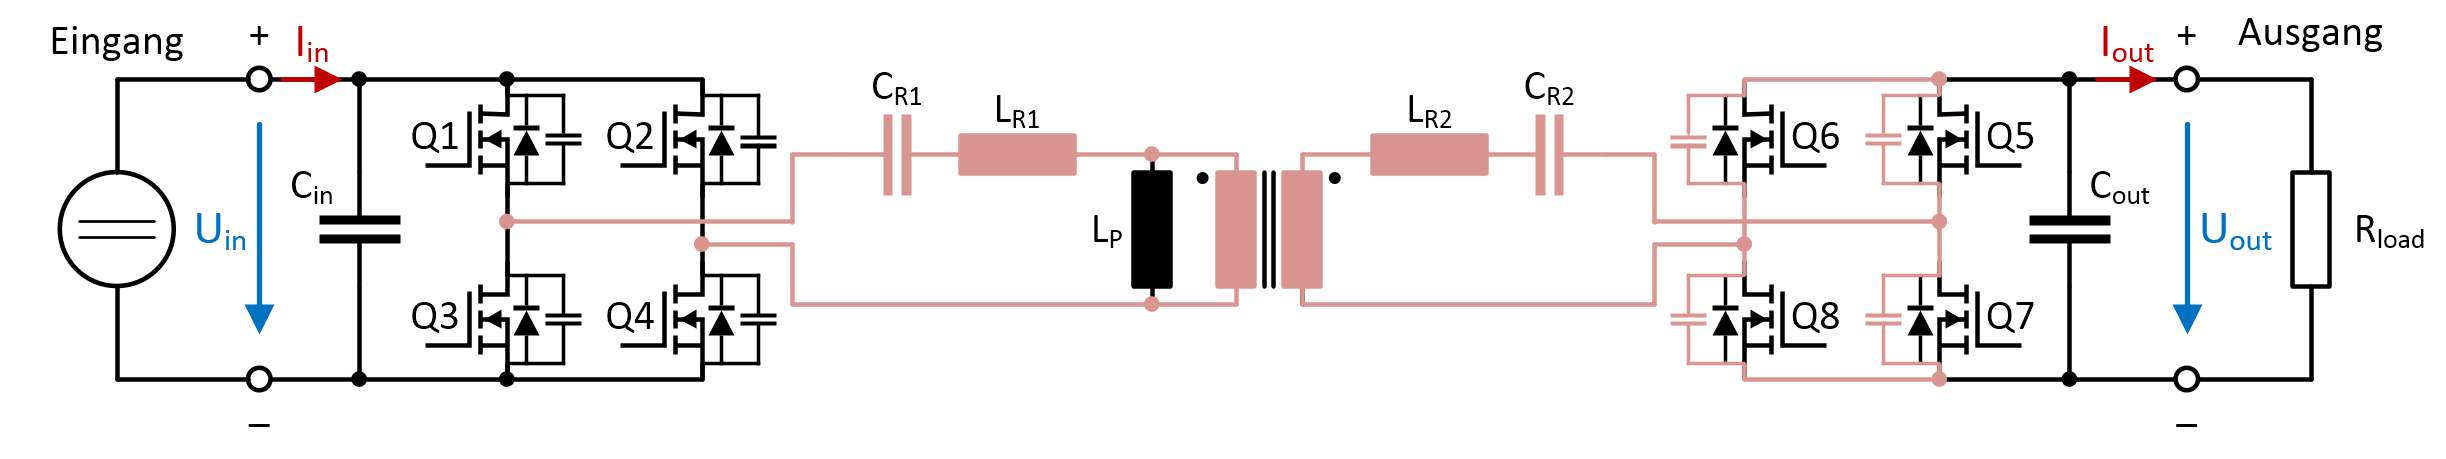 Eingang
+
Iin
Uin
Cin
–
Q1
Q2
Q3
Q4
CR1
LR1
LP
LR2
CR2
Q6
Q5
Q8
Q7
Cout
Iout
+
Ausgang
Uout
Rload
–